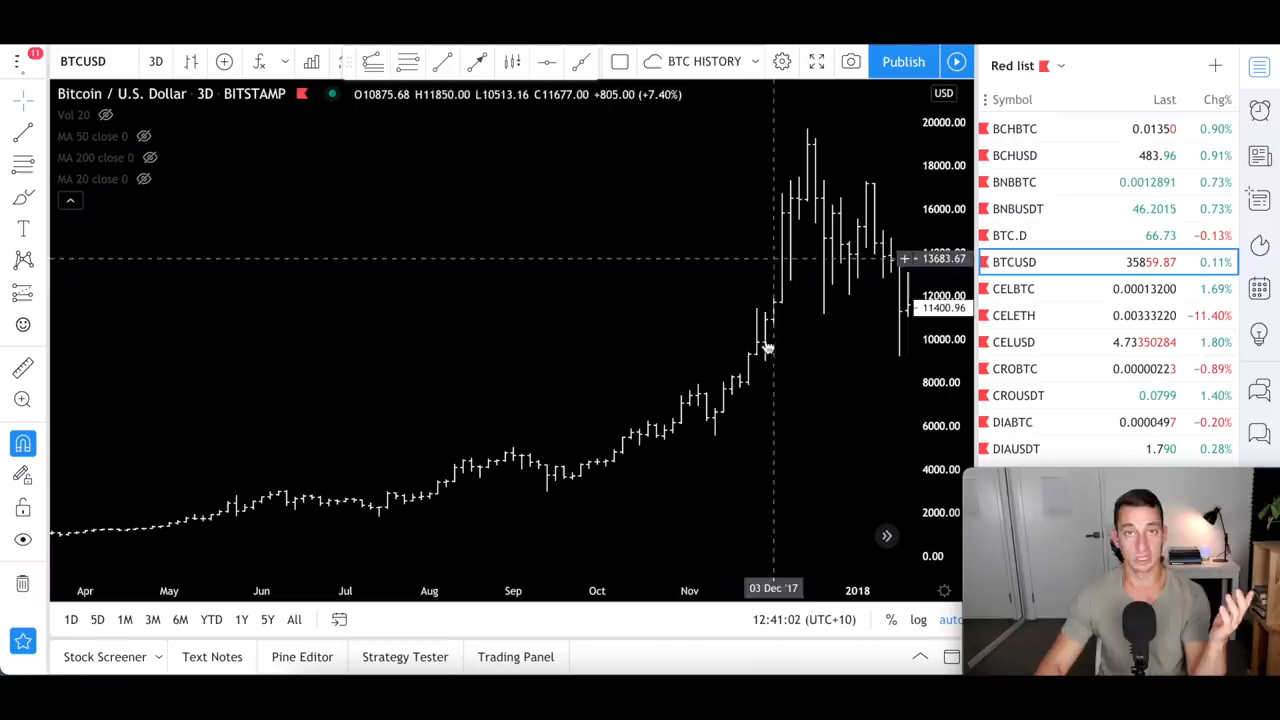 11
BTCUSD 3D BTC HISTORY Publish
Bitcoin / U.S. Dollar · 3D · BITSTAMP O10875.68 H11850.00 L10513.16 C11677.00 +805.00 (+7.40%)
Vol 20
MA 50 close 0
MA 200 close 0
MA 20 close 0
USD
20000.00
18000.00
16000.00
13683.67
12000.00
11400.96
10000.00
8000.00
6000.00
4000.00
2000.00
0.00
Apr May Jun Jul Aug Sep Oct Nov 03 Dec '17 2018
1D 5D 1M 3M 6M YTD 1Y 5Y All 12:41:02 (UTC+10) % log auto
Stock Screener Text Notes Pine Editor Strategy Tester Trading Panel
Red list
Symbol Last Chg%
BCHBTC 0.01350 0.90%
BCHUSD 483.96 0.91%
BNBBTC 0.0012891 0.73%
BNBUSDT 46.2015 0.73%
BTC.D 66.73 −0.13%
BTCUSD 35859.87 0.11%
CELBTC 0.00013200 1.69%
CELETH 0.00333220 −11.40%
CELUSD 4.73350284 1.80%
CROBTC 0.00000223 −0.89%
CROUSDT 0.0799 1.40%
DIABTC 0.0000497 −0.20%
DIAUSDT 1.790 0.28%